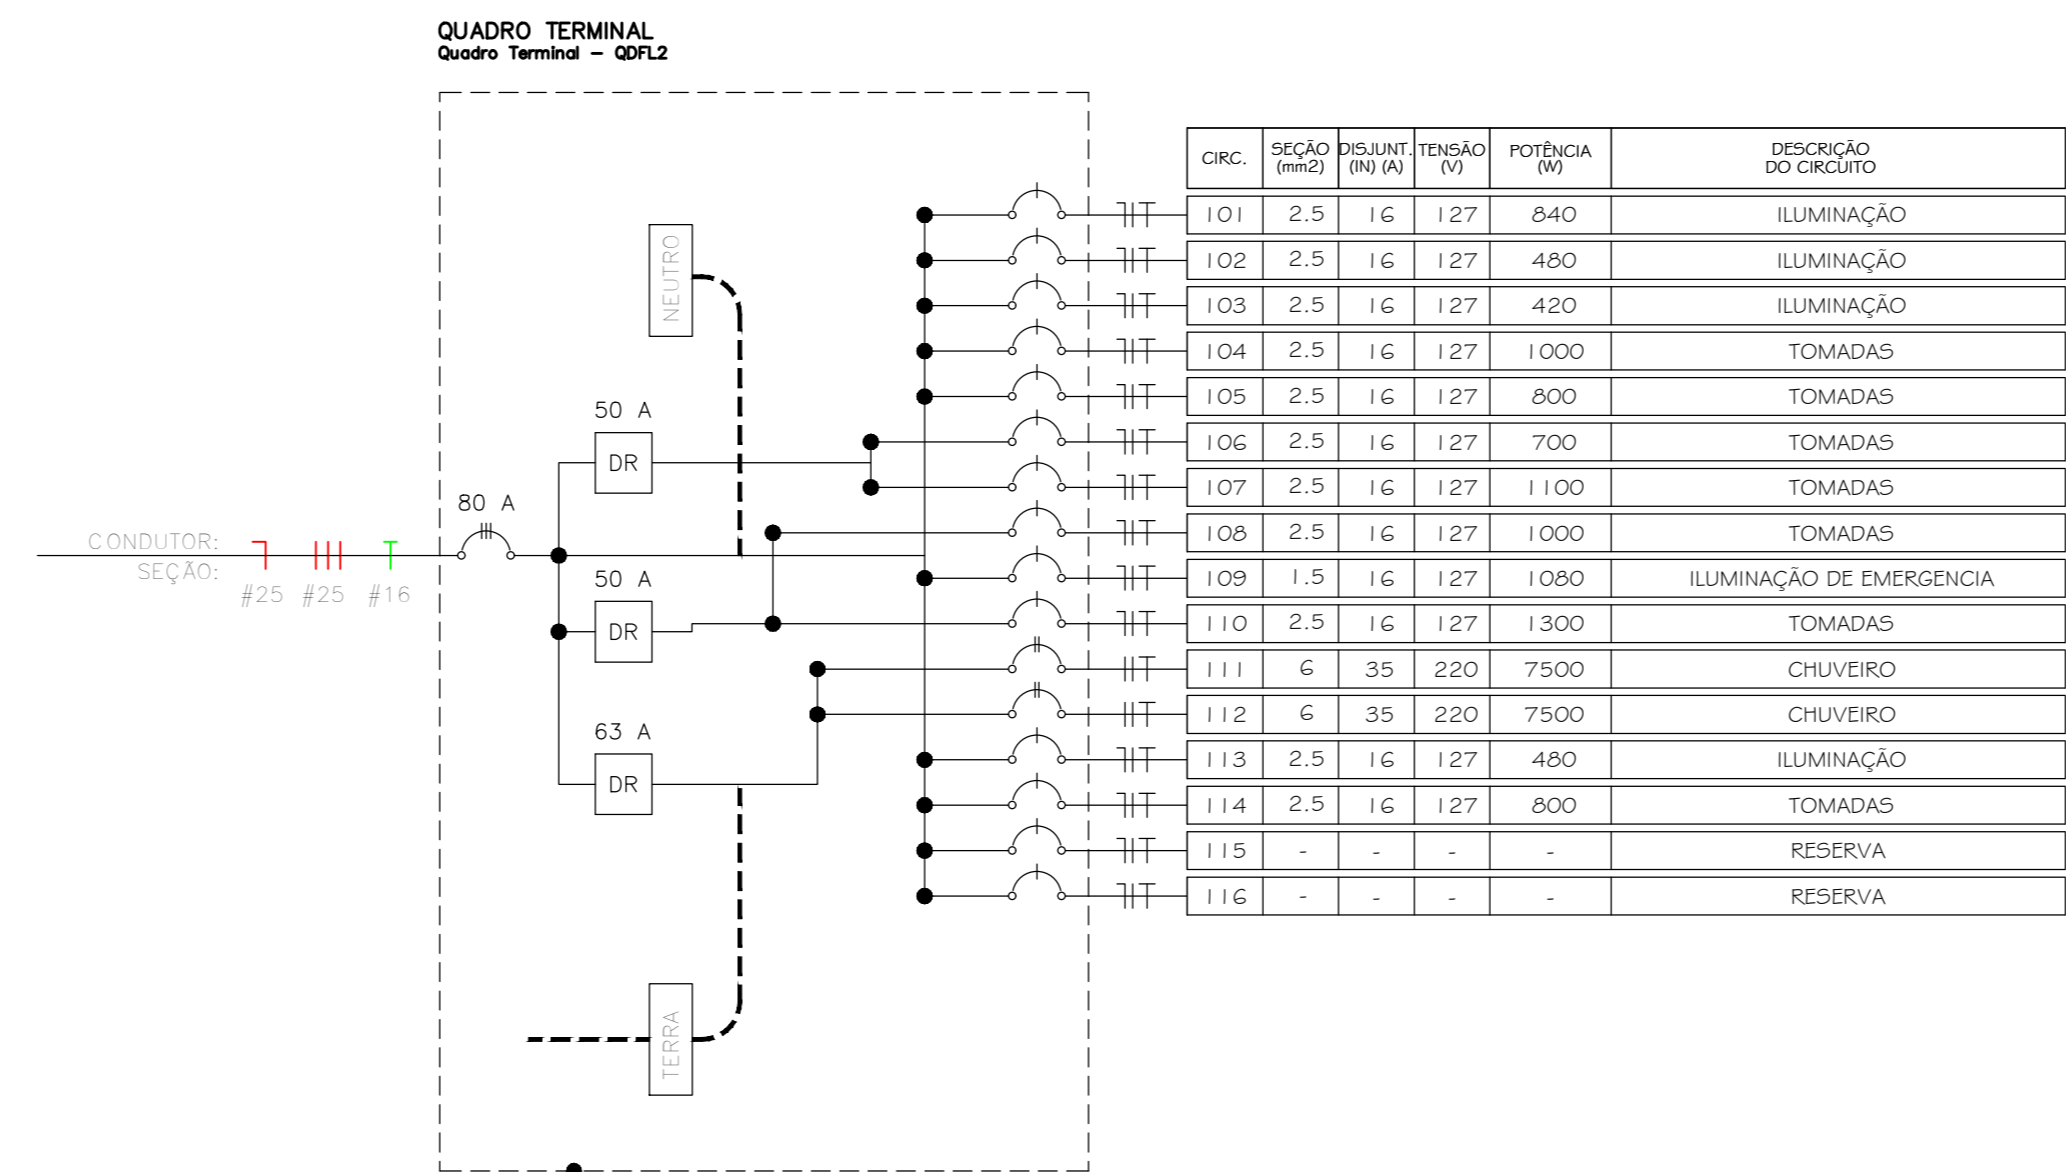 QUADRO TERMINAL
Quadro Terminal - QDFL2
CIRC. SEÇÃO (mm2) DISJUNT. (IN) (A) TENSÃO (V) POTÊNCIA (W) DESCRIÇÃO DO CIRCUITO
101 2.5 16 127 840 ILUMINAÇÃO
102 2.5 16 127 480 ILUMINAÇÃO
103 2.5 16 127 420 ILUMINAÇÃO
104 2.5 16 127 1000 TOMADAS
105 2.5 16 127 800 TOMADAS
106 2.5 16 127 700 TOMADAS
107 2.5 16 127 1100 TOMADAS
108 2.5 16 127 1000 TOMADAS
109 1.5 16 127 1080 ILUMINAÇÃO DE EMERGENCIA
110 2.5 16 127 1300 TOMADAS
111 6 35 220 7500 CHUVEIRO
112 6 35 220 7500 CHUVEIRO
113 2.5 16 127 480 ILUMINAÇÃO
114 2.5 16 127 800 TOMADAS
115 - - - - RESERVA
116 - - - - RESERVA
NEUTRO
50 A
DR
80 A
CONDUTOR:
SEÇÃO:
#25 #25 #16
50 A
DR
63 A
DR
TERRA